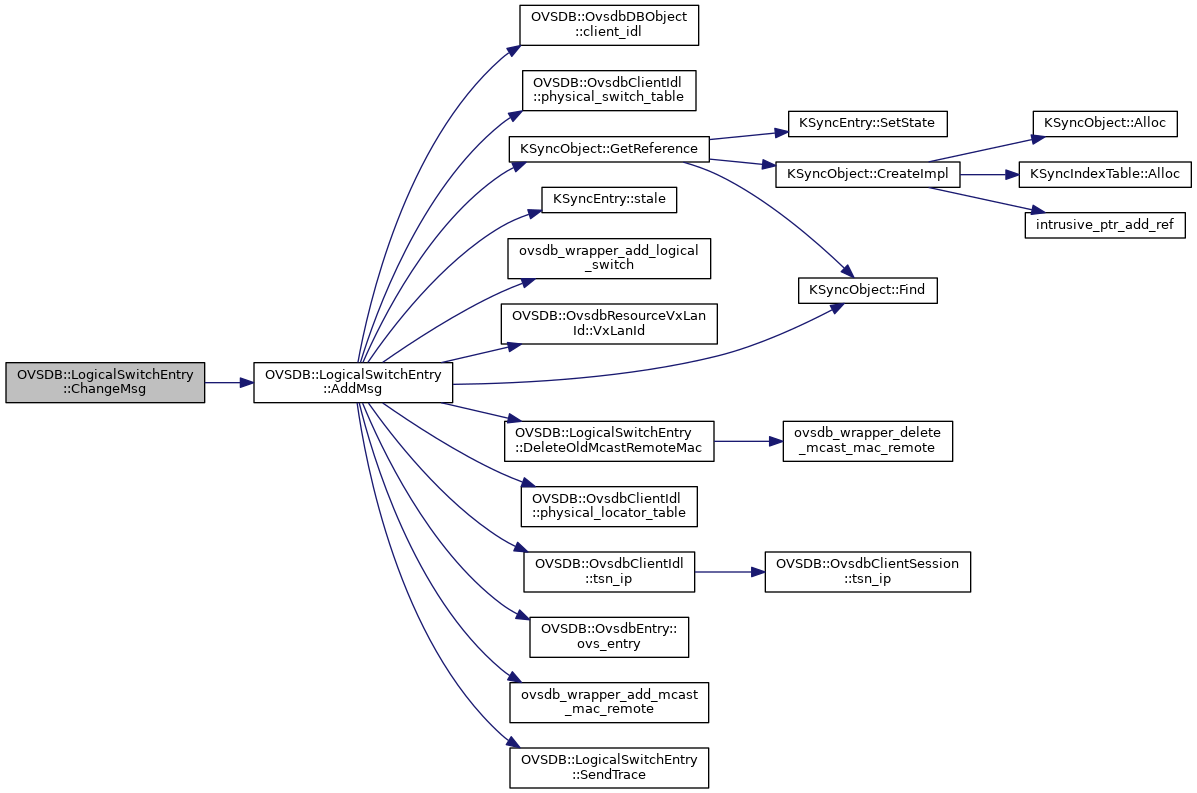 OVSDB::LogicalSwitchEntry
::ChangeMsg
OVSDB::LogicalSwitchEntry
::AddMsg
OVSDB::OvsdbDBObject
::client_idl
OVSDB::OvsdbClientIdl
::physical_switch_table
KSyncObject::GetReference
KSyncEntry::stale
ovsdb_wrapper_add_logical
_switch
OVSDB::OvsdbResourceVxLan
Id::VxLanId
OVSDB::LogicalSwitchEntry
::DeleteOldMcastRemoteMac
OVSDB::OvsdbClientIdl
::physical_locator_table
OVSDB::OvsdbClientIdl
::tsn_ip
OVSDB::OvsdbEntry::
ovs_entry
ovsdb_wrapper_add_mcast
_mac_remote
OVSDB::LogicalSwitchEntry
::SendTrace
KSyncEntry::SetState
KSyncObject::CreateImpl
KSyncObject::Find
ovsdb_wrapper_delete
_mcast_mac_remote
OVSDB::OvsdbClientSession
::tsn_ip
KSyncObject::Alloc
KSyncIndexTable::Alloc
intrusive_ptr_add_ref